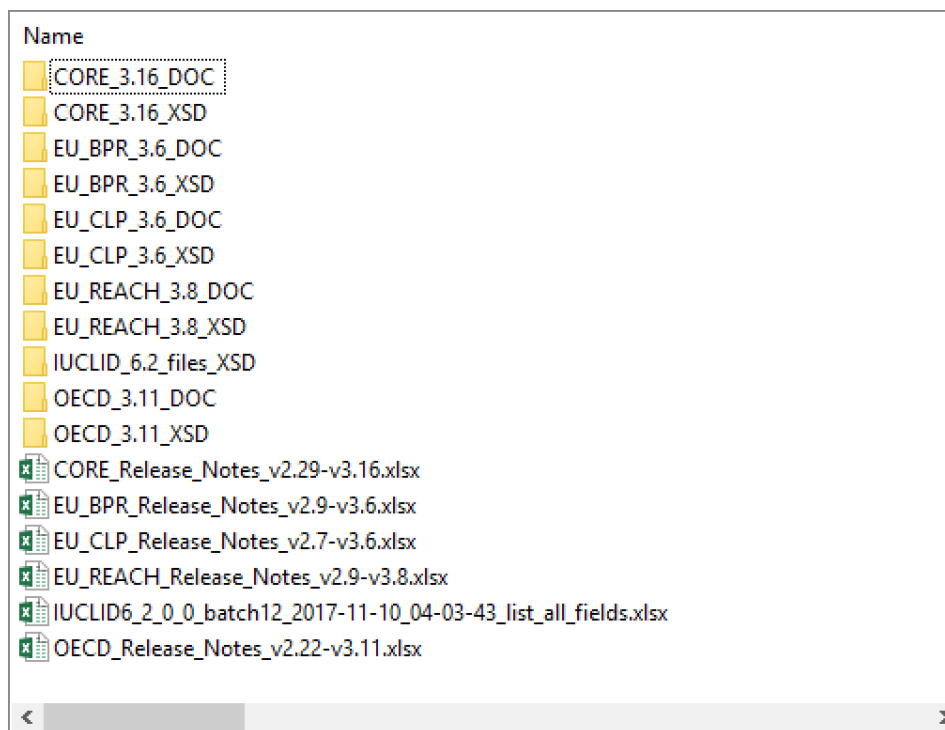 Name
CORE_3.16_DOC
CORE_3.16_XSD
EU_BPR_3.6_DOC
EU_BPR_3.6_XSD
EU_CLP_3.6_DOC
EU_CLP_3.6_XSD
EU_REACH_3.8_DOC
EU_REACH_3.8_XSD
IUCLID_6.2_files_XSD
OECD_3.11_DOC
OECD_3.11_XSD
CORE_Release_Notes_v2.29-v3.16.xlsx
EU_BPR_Release_Notes_v2.9-v3.6.xlsx
EU_CLP_Release_Notes_v2.7-v3.6.xlsx
EU_REACH_Release_Notes_v2.9-v3.8.xlsx
IUCLID6_2_0_0_batch12_2017-11-10_04-03-43_list_all_fields.xlsx
OECD_Release_Notes_v2.22-v3.11.xlsx